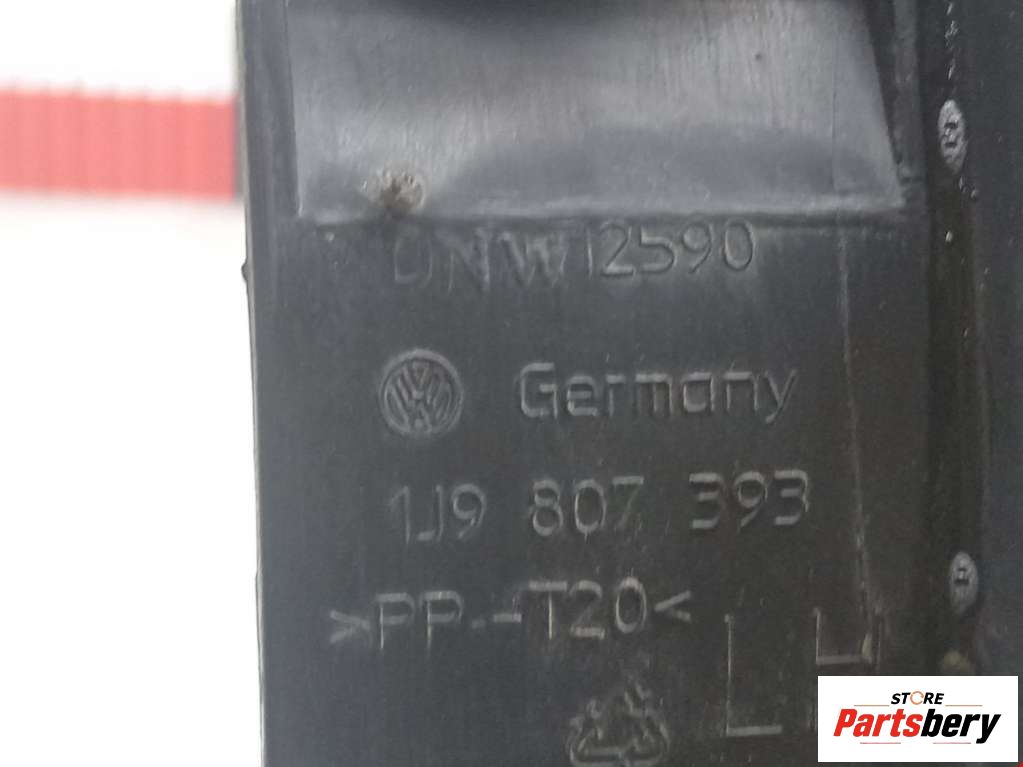 DNW12590
Germany
1J9 807 393
>PP-T20<
STORE
Partsbery